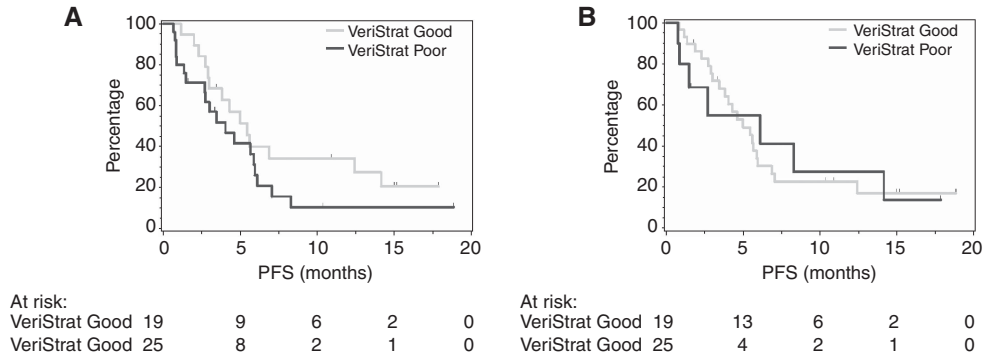 A
VeriStrat Good
VeriStrat Poor
Percentage
100
80
60
40
20
0
0 5 10 15 20
PFS (months)
At risk:
VeriStrat Good 19 9 6 2 0
VeriStrat Good 25 8 2 1 0
B
VeriStrat Good
VeriStrat Poor
Percentage
100
80
60
40
20
0
0 5 10 15 20
PFS (months)
At risk:
VeriStrat Good 19 13 6 2 0
VeriStrat Good 25 4 2 1 0